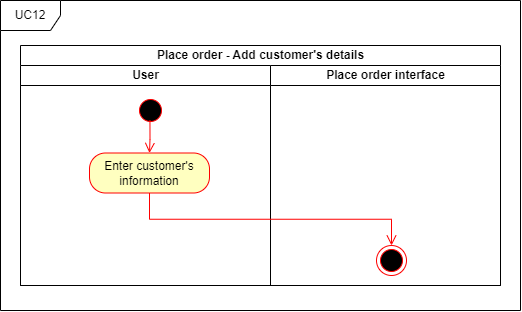 UC12
Place order - Add customer's details
User
Place order interface
Enter customer's
information